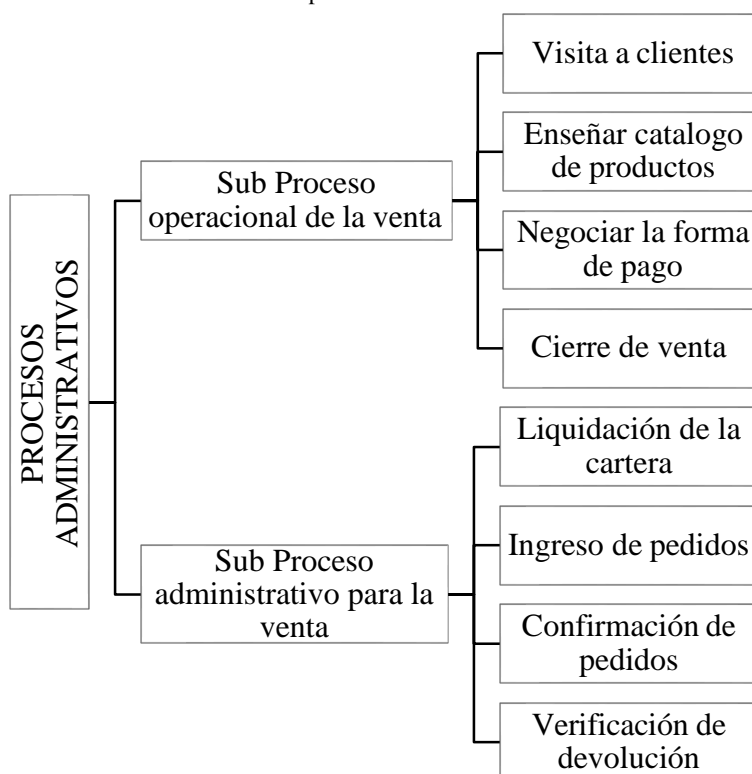 PROCESOS
ADMINISTRATIVOS
Sub Proceso
operacional de la venta
Visita a clientes
Enseñar catalogo
de productos
Negociar la forma
de pago
Cierre de venta
Sub Proceso
administrativo para la
venta
Liquidación de la
cartera
Ingreso de pedidos
Confirmación de
pedidos
Verificación de
devolución